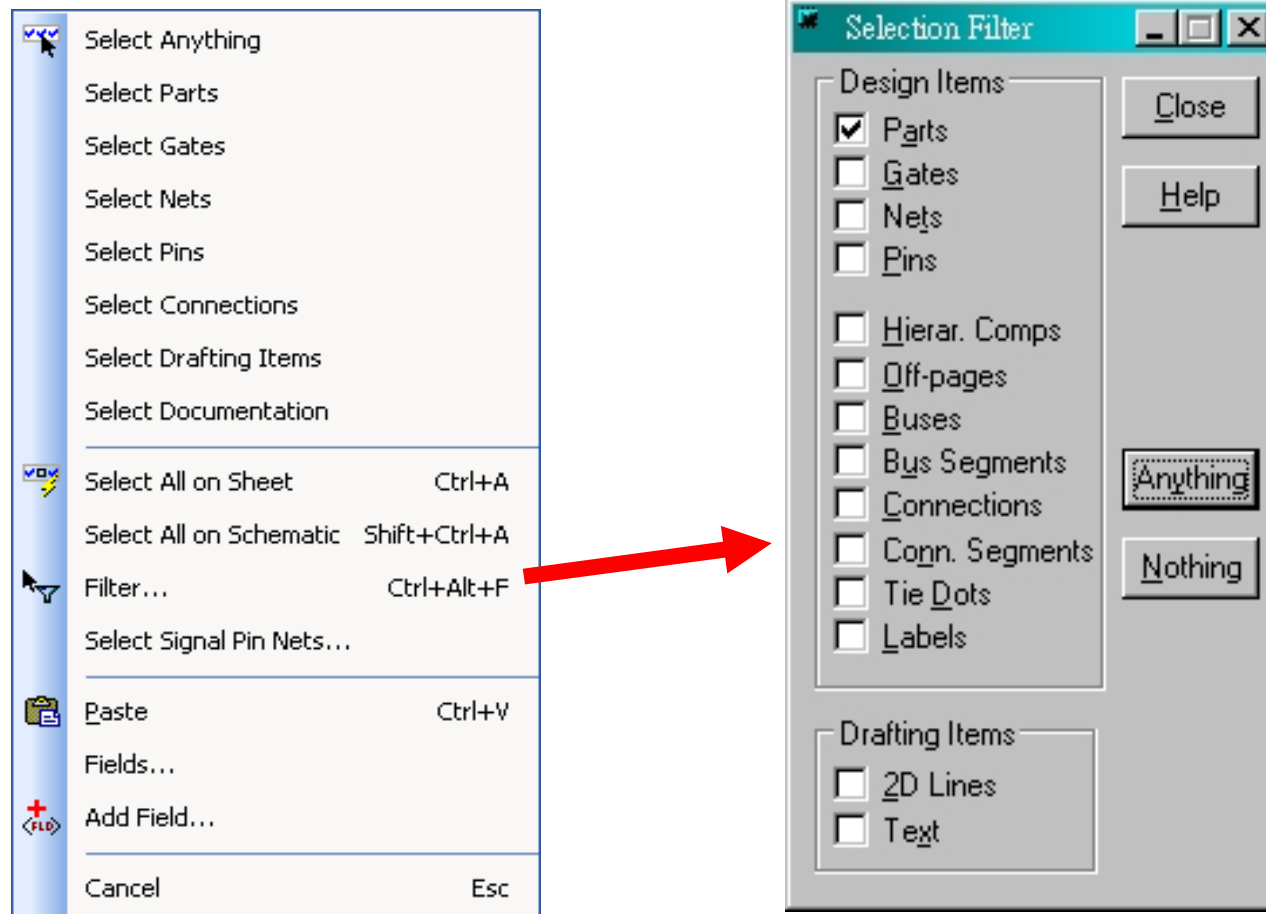 Select Anything
Select Parts
Select Gates
Select Nets
Select Pins
Select Connections
Select Drafting Items
Select Documentation
Select All on Sheet Ctrl+A
Select All on Schematic Shift+Ctrl+A
Filter... Ctrl+Alt+F
Select Signal Pin Nets...
Paste Ctrl+V
Fields...
<FLD> Add Field...
Cancel Esc
Selection Filter
Design Items
Parts
Gates
Nets
Pins
Hierar. Comps
Off-pages
Buses
Bus Segments
Connections
Conn. Segments
Tie Dots
Labels
Drafting Items
2D Lines
Text
Close
Help
Anything
Nothing